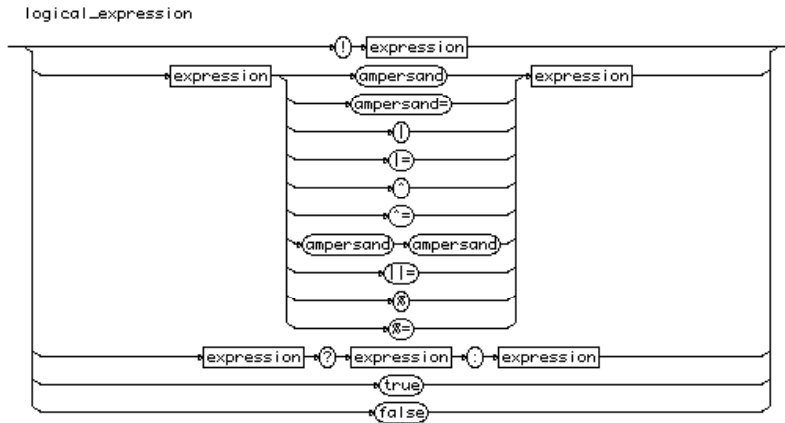 logical_expression
! expression
expression ampersand expression
ampersand=
|
|=
^
^=
ampersand ampersand
||=
%
%=
expression ? expression : expression
true
false